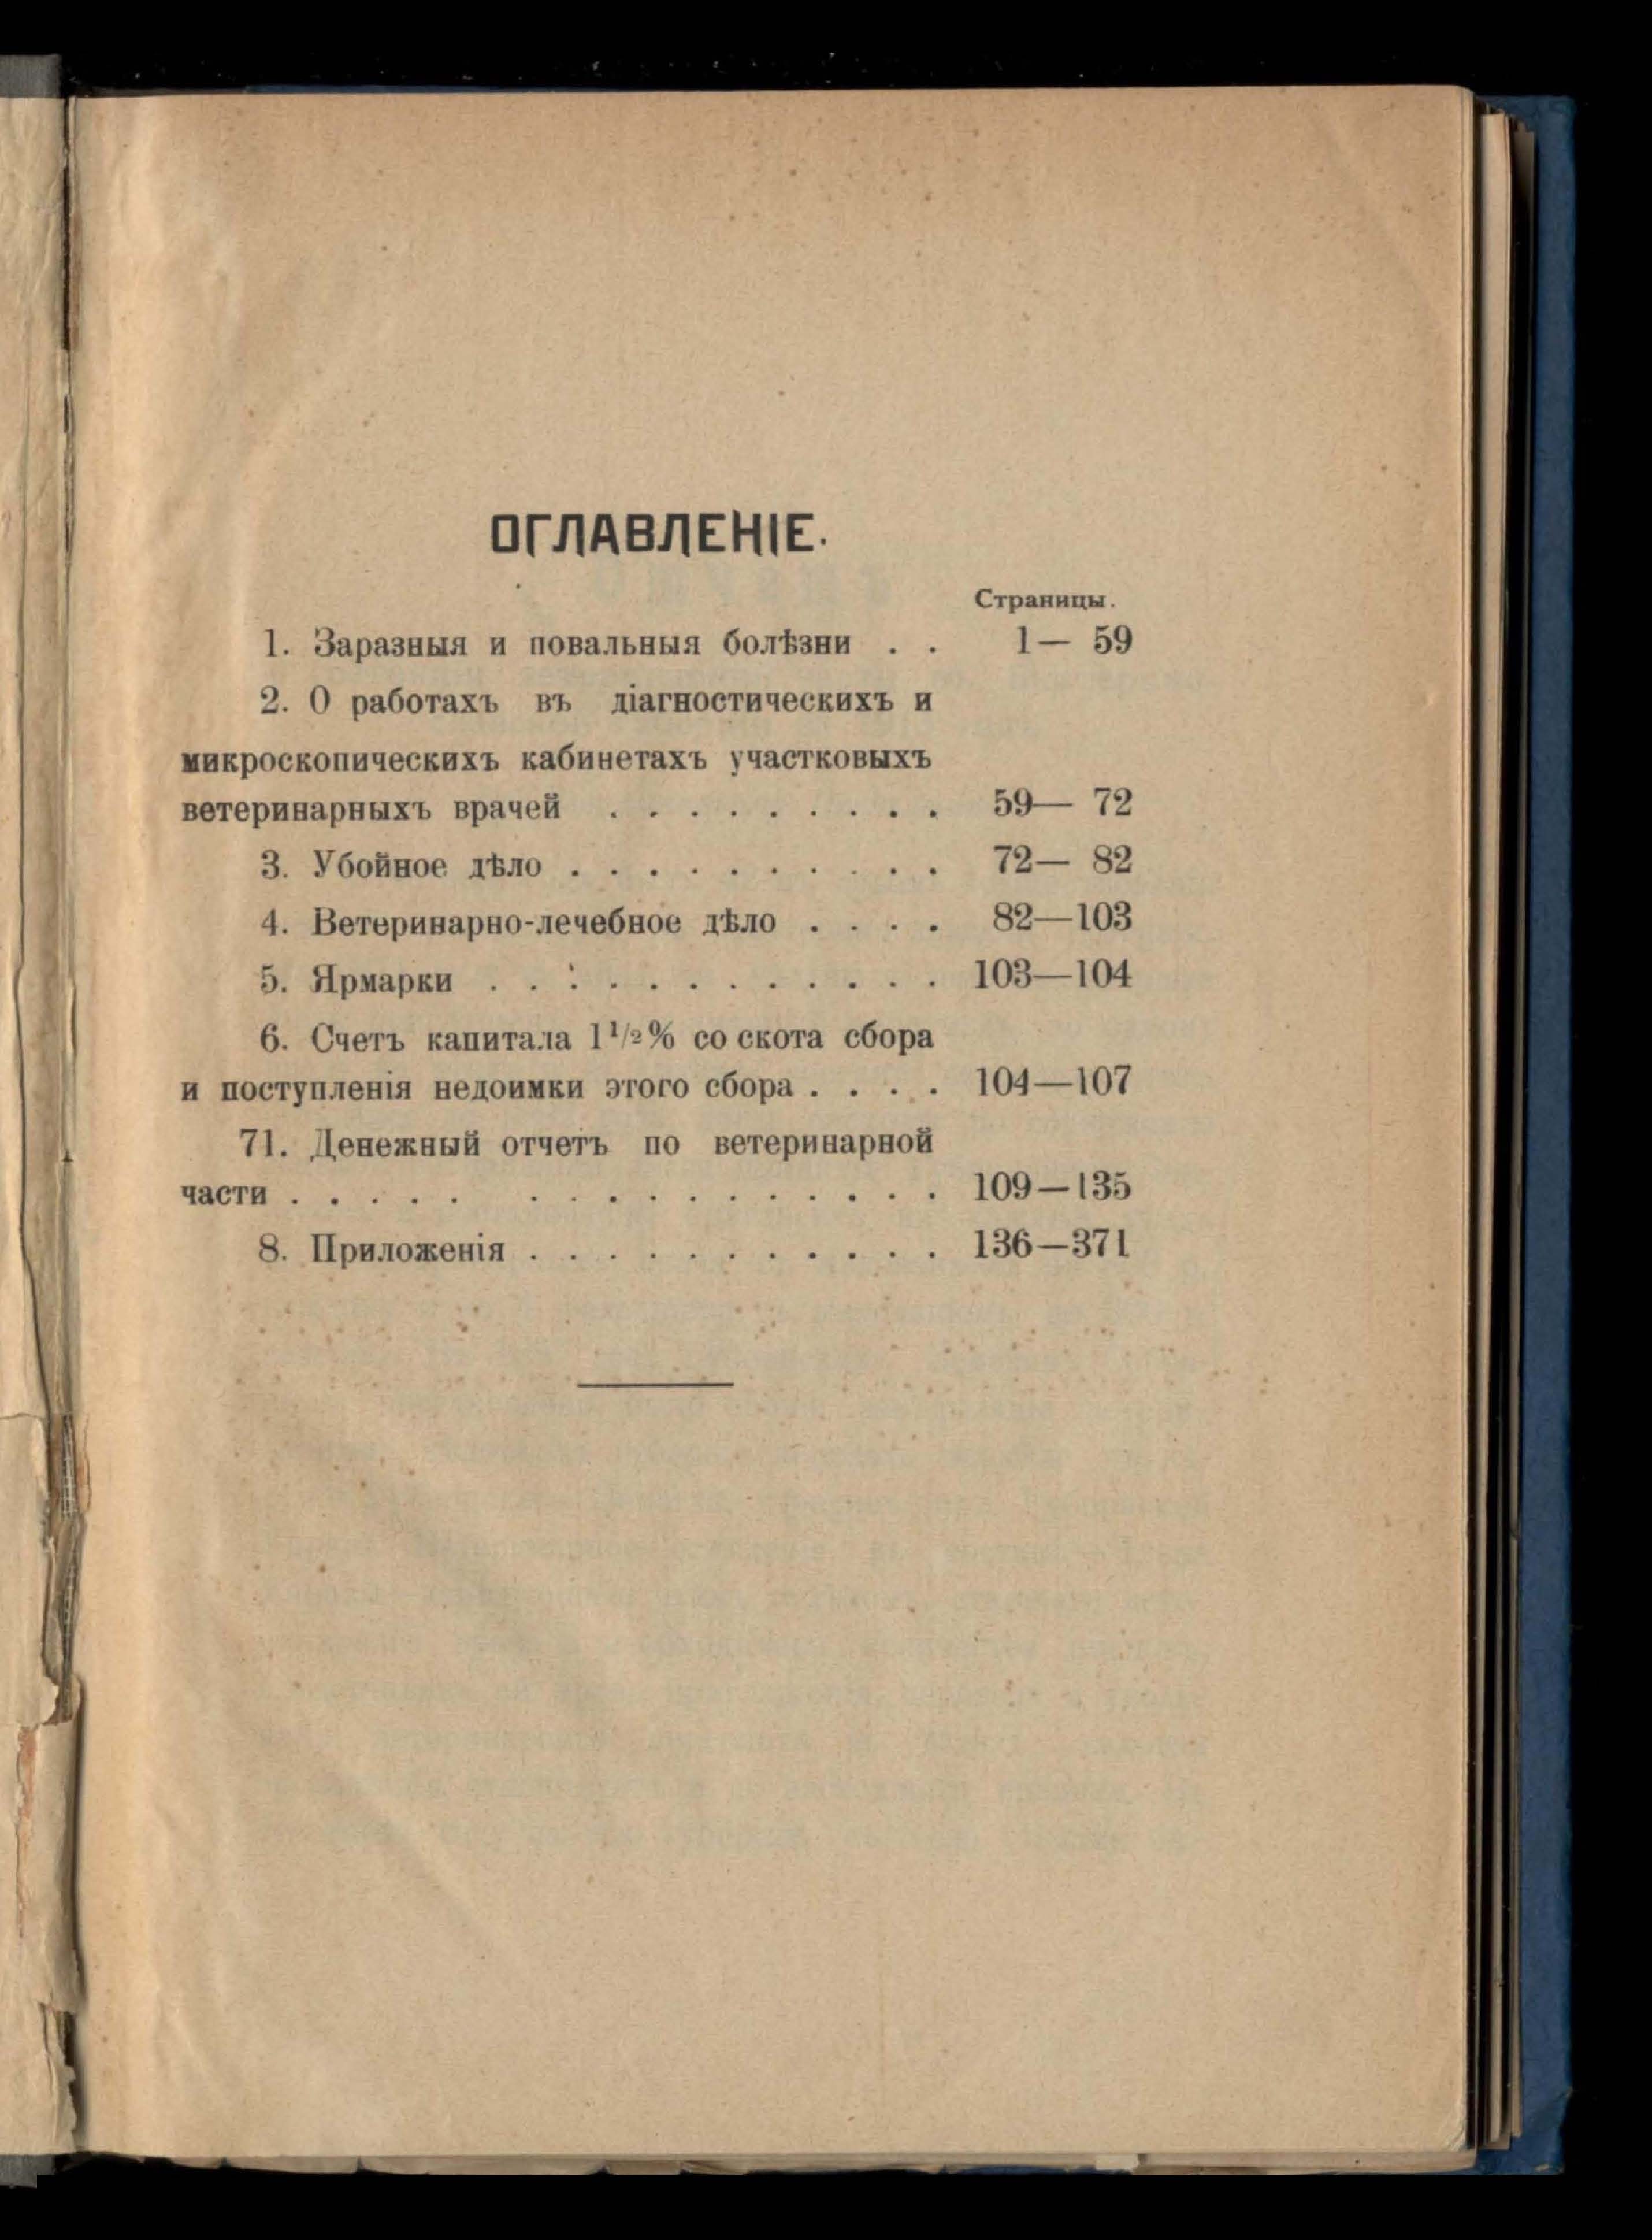 ОГЛАВЛЕНІЕ.
Страницы.
1. Заразныя и повальныя болѣзни . . 1— 59
2. О работахъ въ діагностическихъ и
микроскопическихъ кабинетахъ участковыхъ
ветеринарныхъ врачей . . . . . . . . . 59— 72
3. Убойное дѣло . . . . . . . . . . 72— 82
4. Ветеринарно-лечебное дѣло . . . . 82—103
5. Ярмарки . . . . . . . . . . . . 103—104
6. Счетъ капитала 1¹/₂% со скота сбора
и поступленія недоимки этого сбора . . . . 104—107
71. Денежный отчетъ по ветеринарной
части . . . . . . . . . . . . . . . . 109—135
8. Приложенія . . . . . . . . . . . 136—371